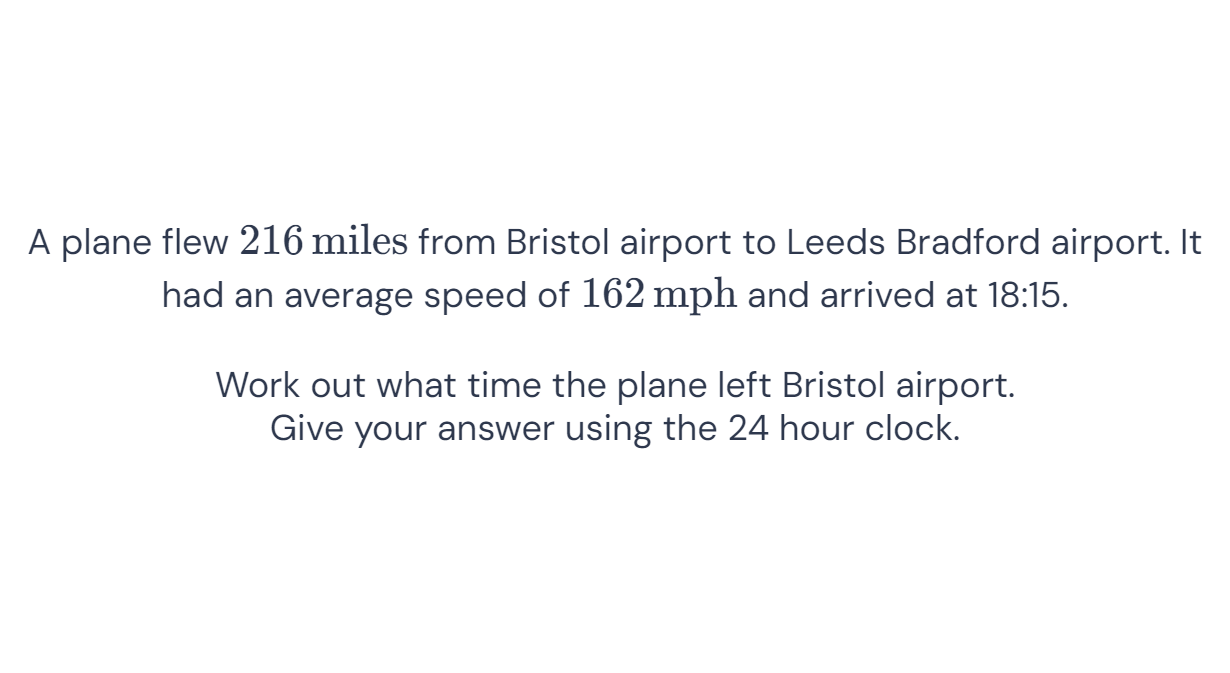 A plane flew 216 miles from Bristol airport to Leeds Bradford airport. It
had an average speed of 162 mph and arrived at 18:15.
Work out what time the plane left Bristol airport.
Give your answer using the 24 hour clock.